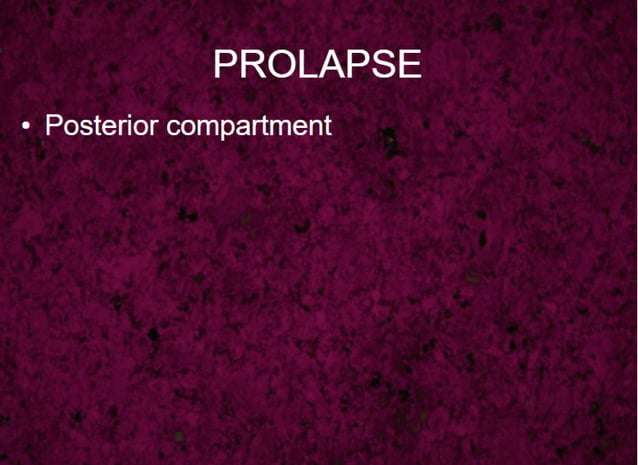 PROLAPSE
• Posterior compartment